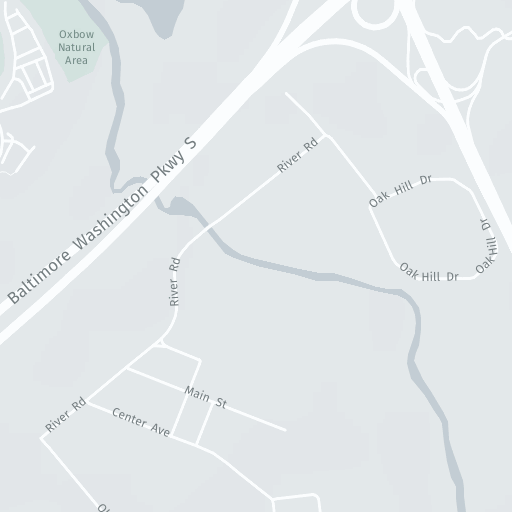 Oxbow
Natural
Area
Baltimore Washington Pkwy S
River Rd
Oak Hill Dr
Oak Hill Dr
Oak Hill Dr
River Rd
Main St
River Rd
Center Ave